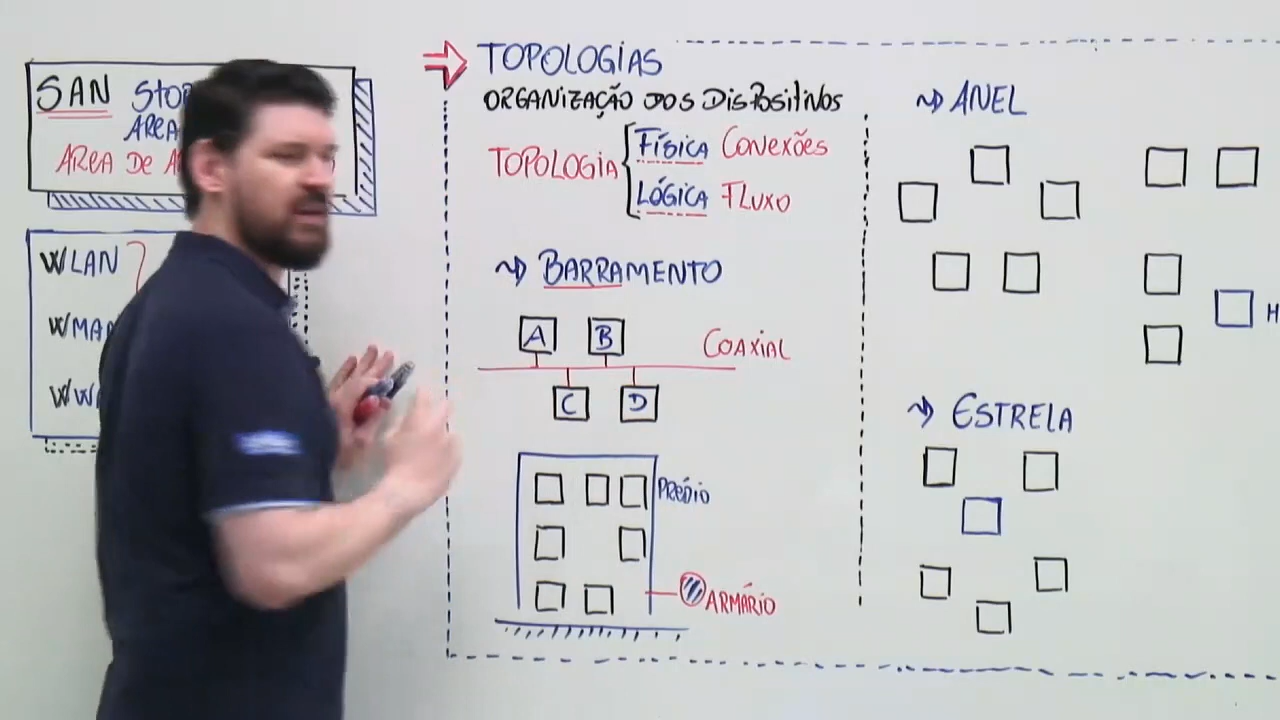 SAN
AREA DE
WLAN
TOPOLOGIAS
ORGANIZAÇÃO DOS DISPOSITIVOS
TOPOLOGIA
FÍSICA CONEXÕES
LÓGICA FLUXO
BARRAMENTO
A B
COAXIAL
C D
PRÉDIO
ARMÁRIO
ANEL
H
ESTRELA